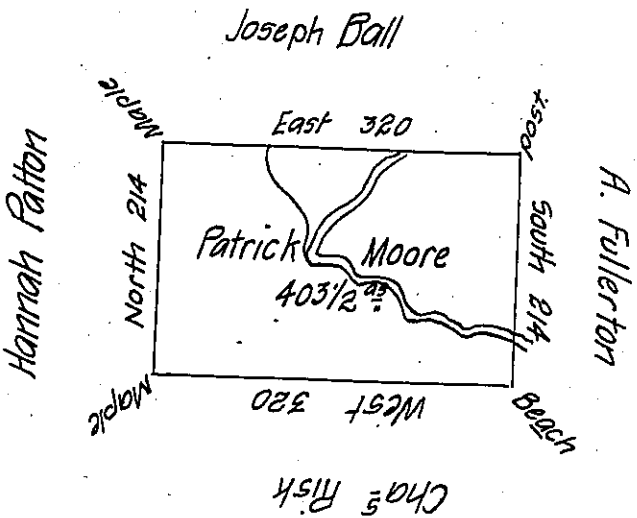 Joseph Ball
Maple
East 320
Post
Hannah Patton
North 214
Patrick Moore
403 1/2 as
South 214
A. Fullerton
Maple
West 320
Beach
Chas Risk